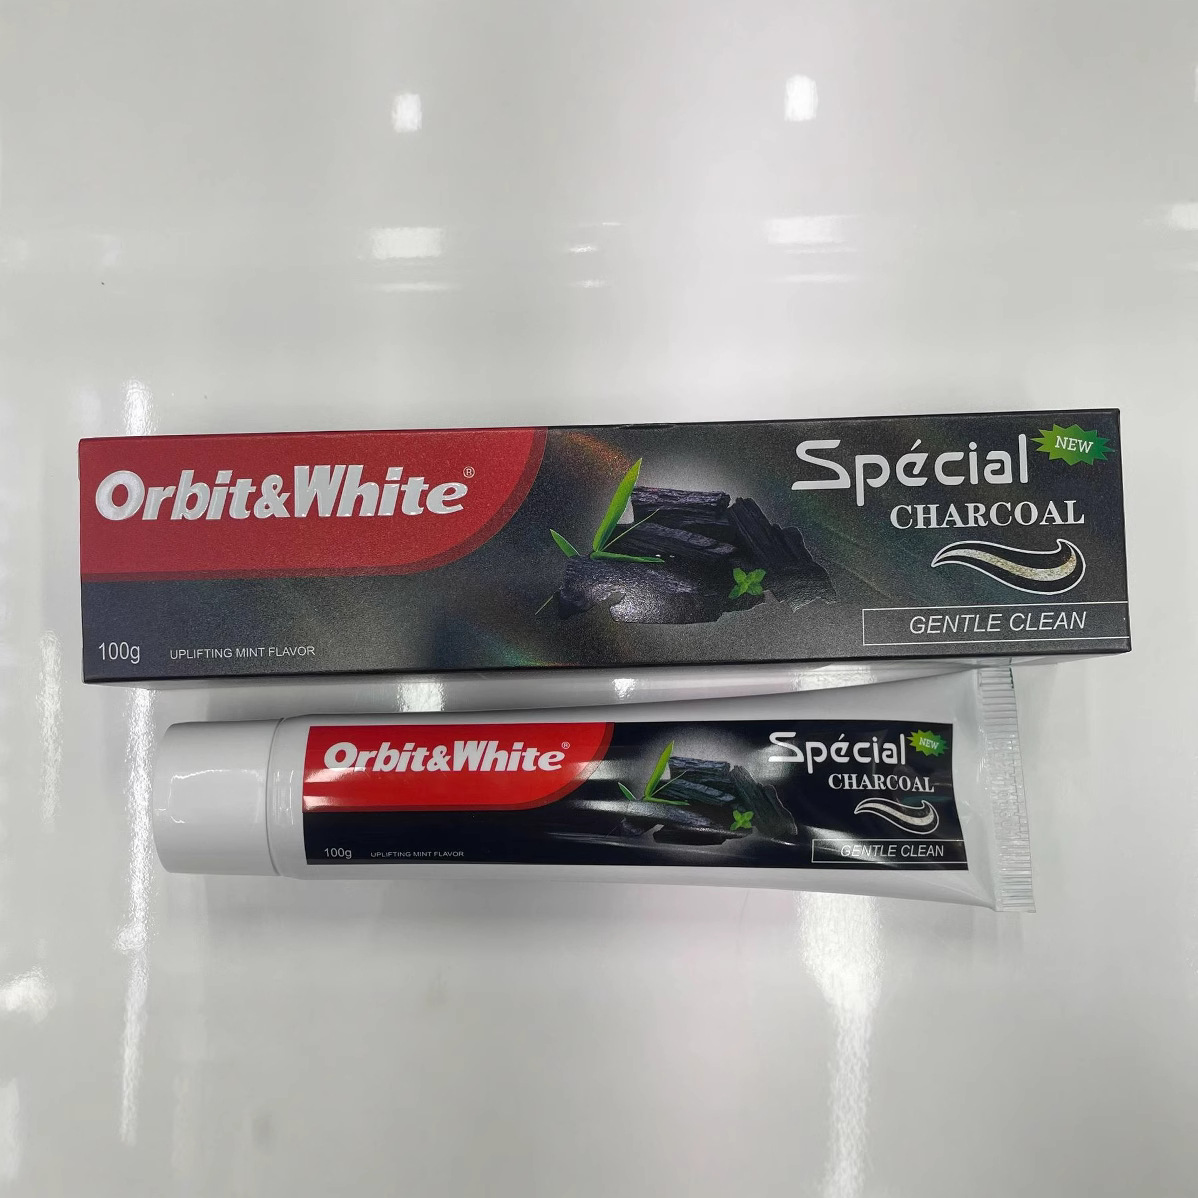 Orbit&White®
Spécial
NEW
CHARCOAL
GENTLE CLEAN
100g UPLIFTING MINT FLAVOR
Orbit&White®
Spécial
NEW
CHARCOAL
GENTLE CLEAN
100g UPLIFTING MINT FLAVOR